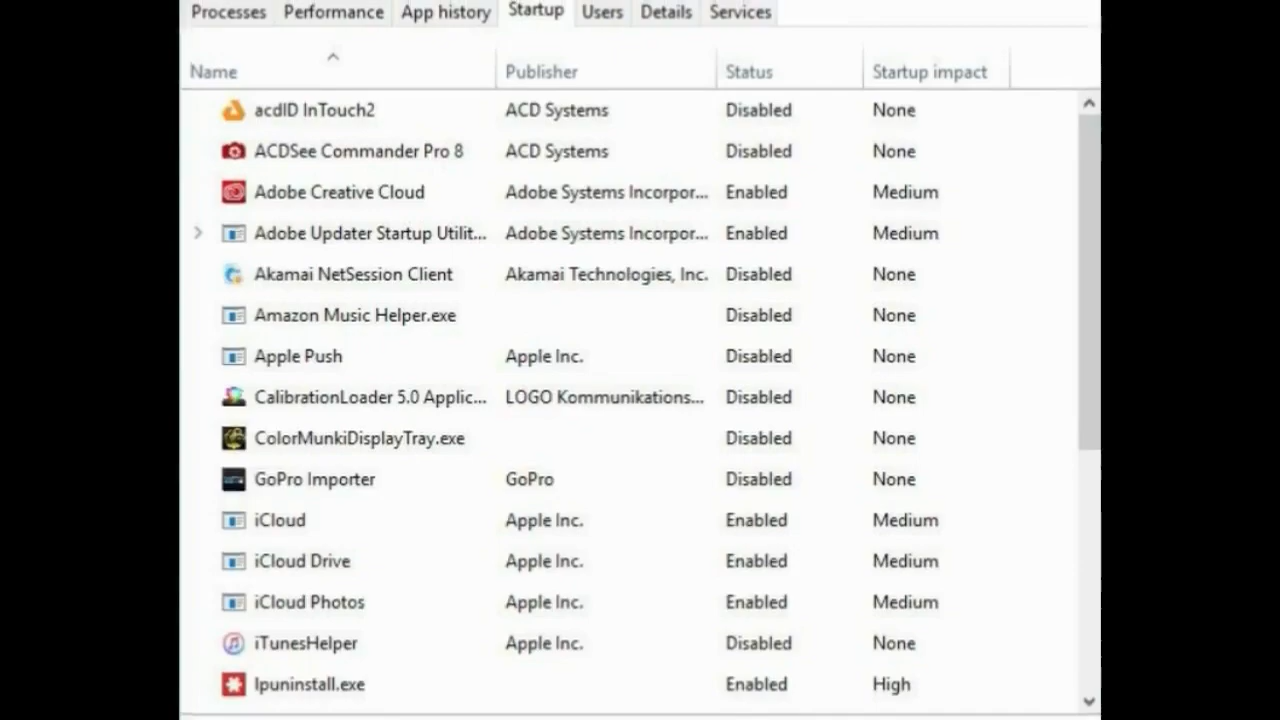 Processes Performance App history Startup Users Details Services
Name Publisher Status Startup impact
acdID InTouch2 ACD Systems Disabled None
ACDSee Commander Pro 8 ACD Systems Disabled None
Adobe Creative Cloud Adobe Systems Incorpor... Enabled Medium
Adobe Updater Startup Utilit... Adobe Systems Incorpor... Enabled Medium
Akamai NetSession Client Akamai Technologies, Inc. Disabled None
Amazon Music Helper.exe Disabled None
Apple Push Apple Inc. Disabled None
CalibrationLoader 5.0 Applic... LOGO Kommunikations... Disabled None
ColorMunkiDisplayTray.exe Disabled None
GoPro Importer GoPro Disabled None
iCloud Apple Inc. Enabled Medium
iCloud Drive Apple Inc. Enabled Medium
iCloud Photos Apple Inc. Enabled Medium
iTunesHelper Apple Inc. Disabled None
lpuninstall.exe Enabled High